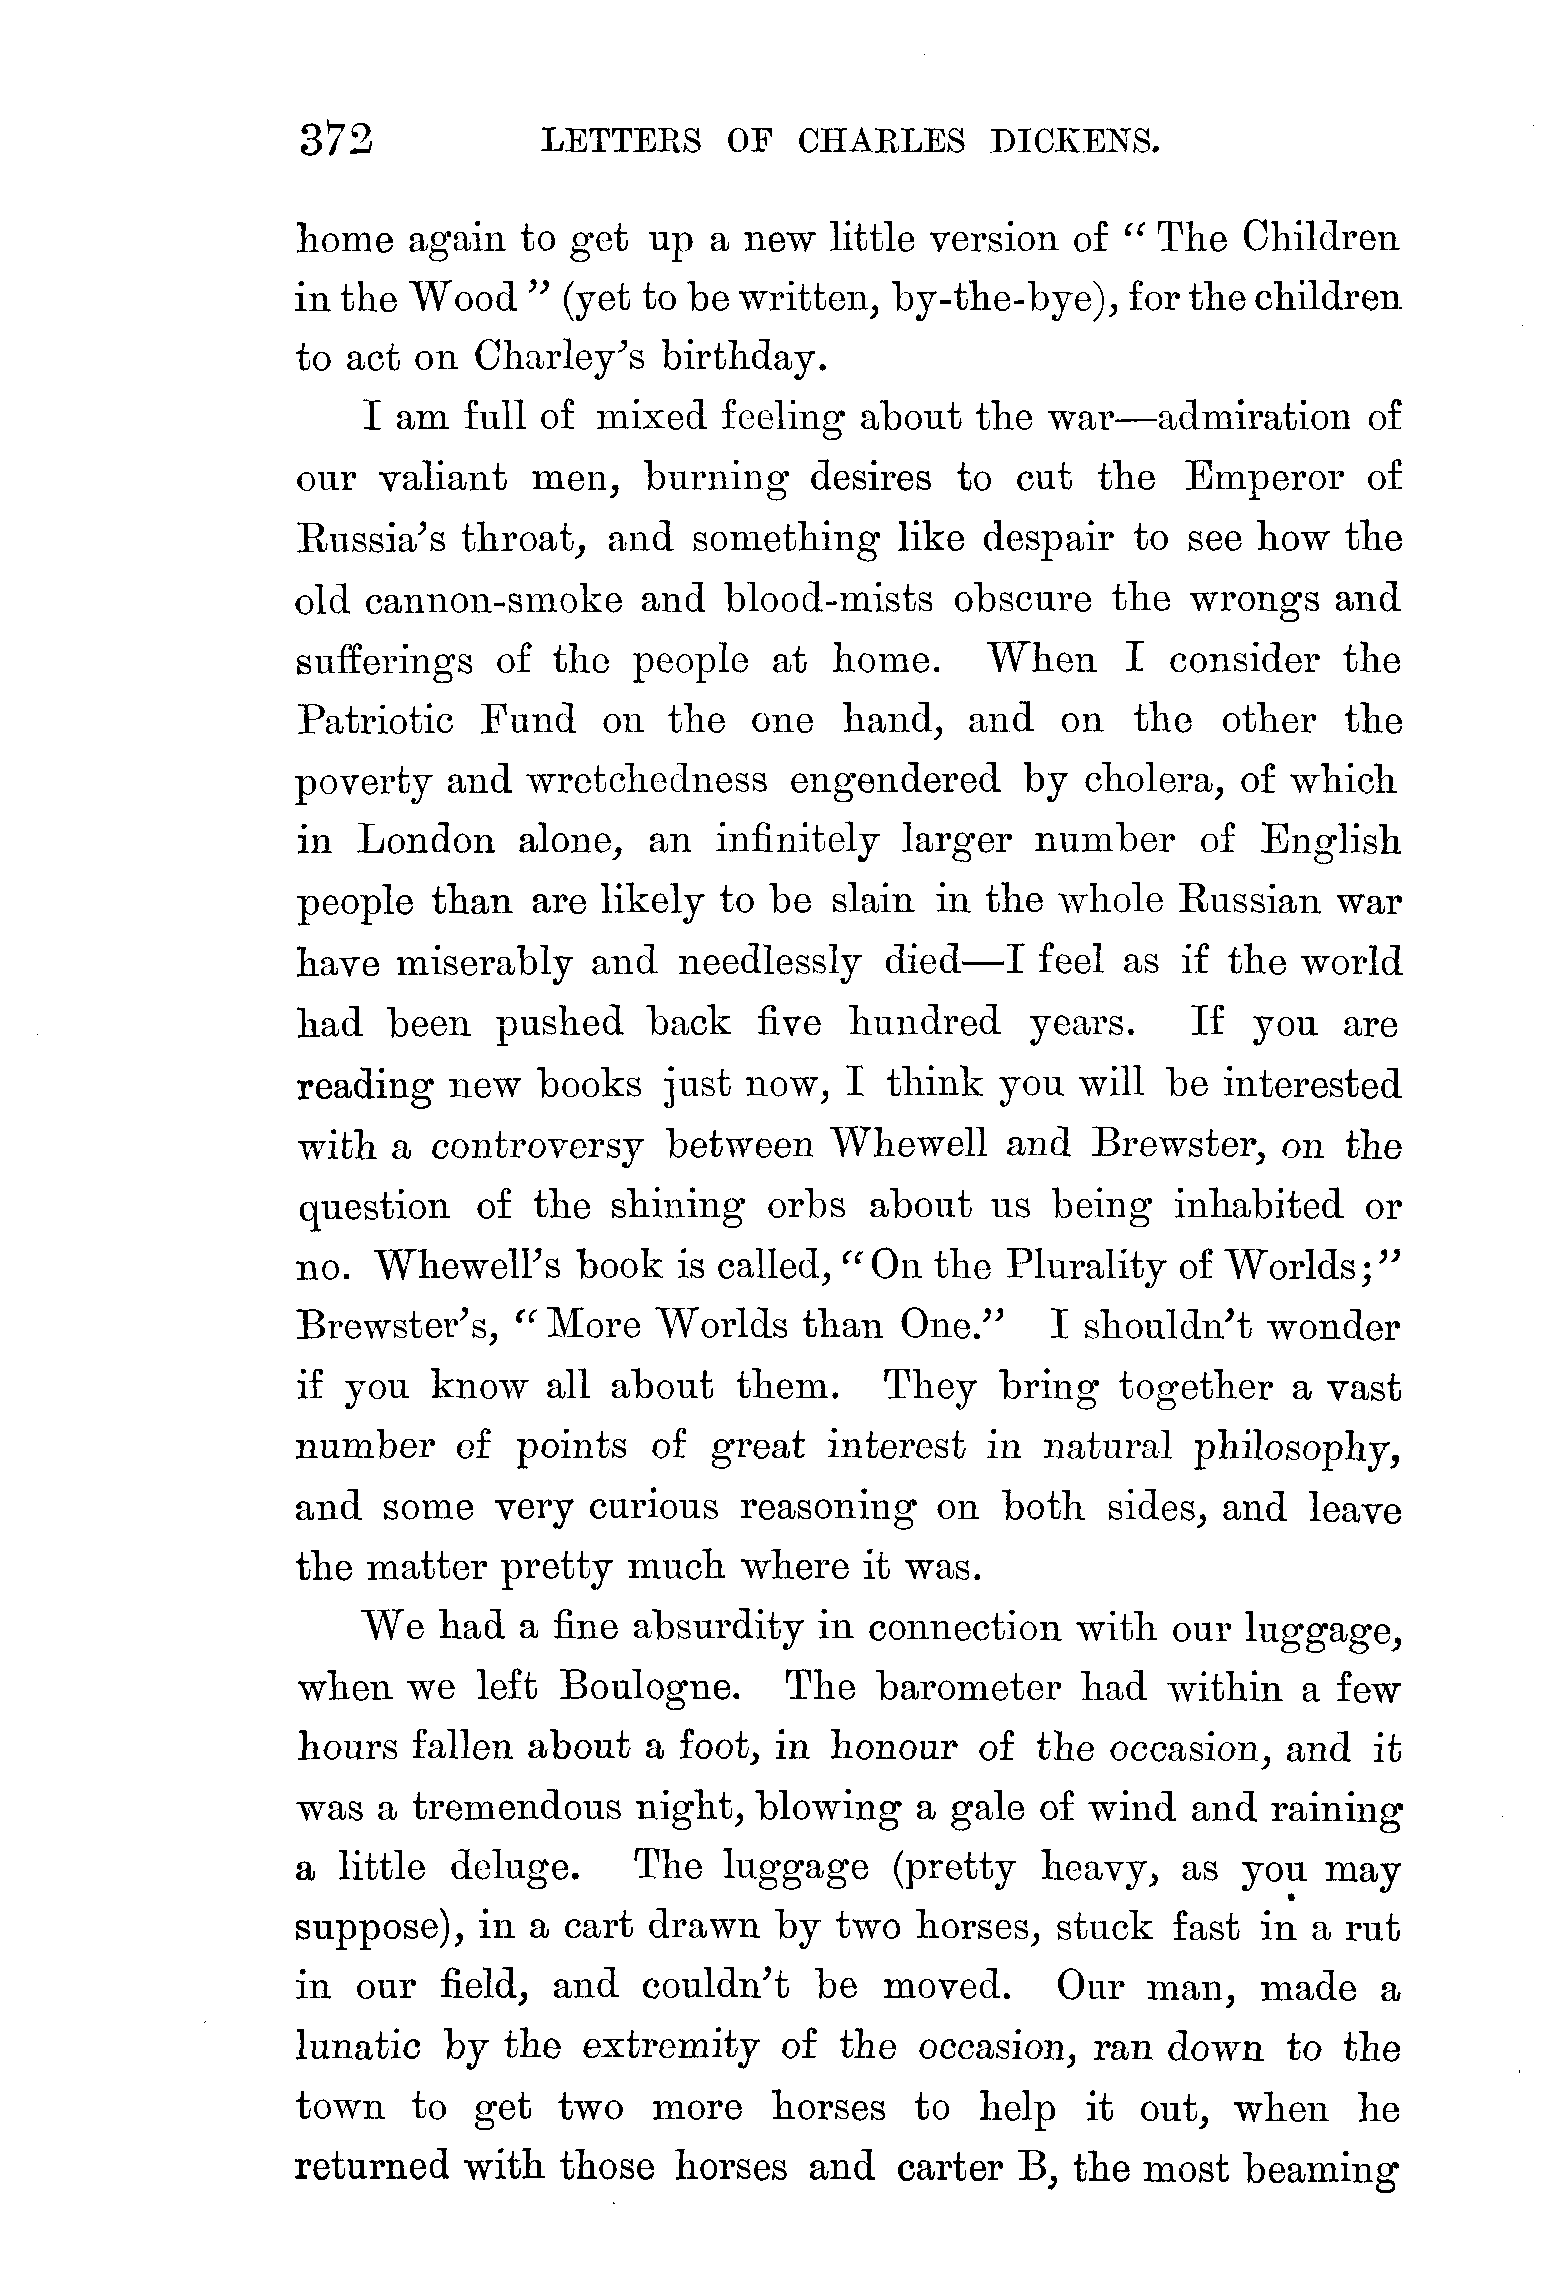 372 LETTERS OF CHARLES DICKENS.
home again to get up a new little version of “ The Children
in the Wood ” (yet to be written, by-the-bye), for the children
to act on Charley’s birthday.
I am full of mixed feeling about the war—admiration of
our valiant men, burning desires to cut the Emperor of
Russia’s throat, and something like despair to see how the
old cannon-smoke and blood-mists obscure the wrongs and
sufferings of the people at home. When I consider the
Patriotic Fund on the one hand, and on the other the
poverty and wretchedness engendered by cholera, of which
in London alone, an infinitely larger number of English
people than are likely to be slain in the whole Russian war
have miserably and needlessly died—I feel as if the world
had been pushed back five hundred years. If you are
reading new books just now, I think you will be interested
with a controversy between Whewell and Brewster, on the
question of the shining orbs about us being inhabited or
no. Whewell’s book is called, “ On the Plurality of Worlds;”
Brewster’s, “ More Worlds than One.” I shouldn’t wonder
if you know all about them. They bring together a vast
number of points of great interest in natural philosophy,
and some very curious reasoning on both sides, and leave
the matter pretty much where it was.
We had a fine absurdity in connection with our luggage,
when we left Boulogne. The barometer had within a few
hours fallen about a foot, in honour of the occasion, and it
was a tremendous night, blowing a gale of wind and raining
a little deluge. The luggage (pretty heavy, as you may
suppose), in a cart drawn by two horses, stuck fast in a rut
in our field, and couldn’t be moved. Our man, made a
lunatic by the extremity of the occasion, ran down to the
town to get two more horses to help it out, when he
returned with those horses and carter B, the most beaming